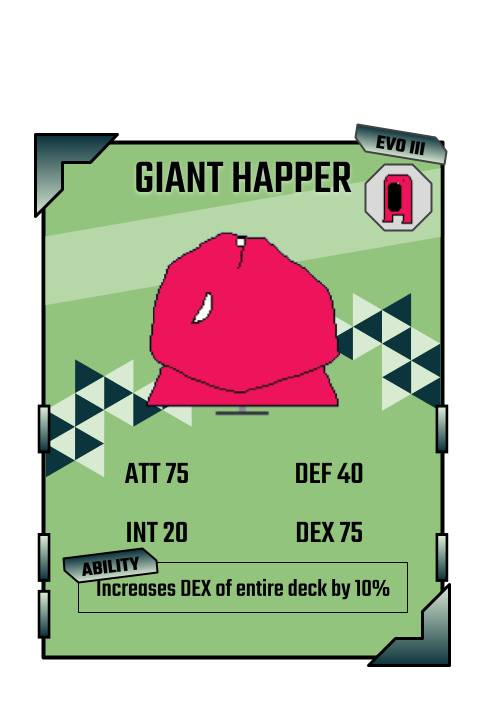 EVO III
GIANT HAPPER
ATT 75
DEF 40
INT 20
DEX 75
ABILITY
Increases DEX of entire deck by 10%